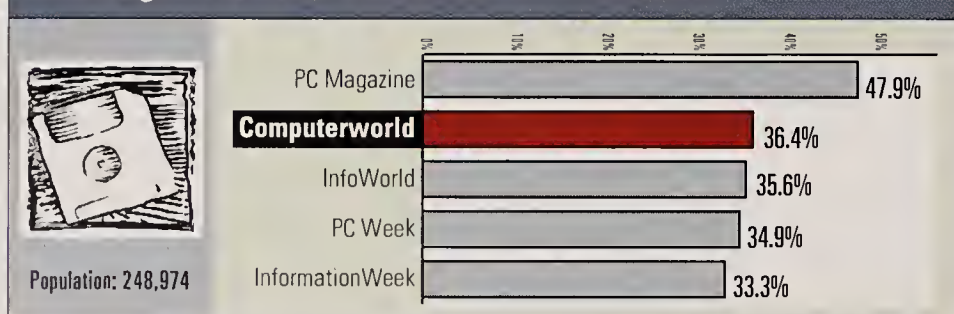 0% 10% 20% 30% 40% 50%
PC Magazine 47.9%
Computerworld 36.4%
InfoWorld 35.6%
PC Week 34.9%
InformationWeek 33.3%
Population: 248,974